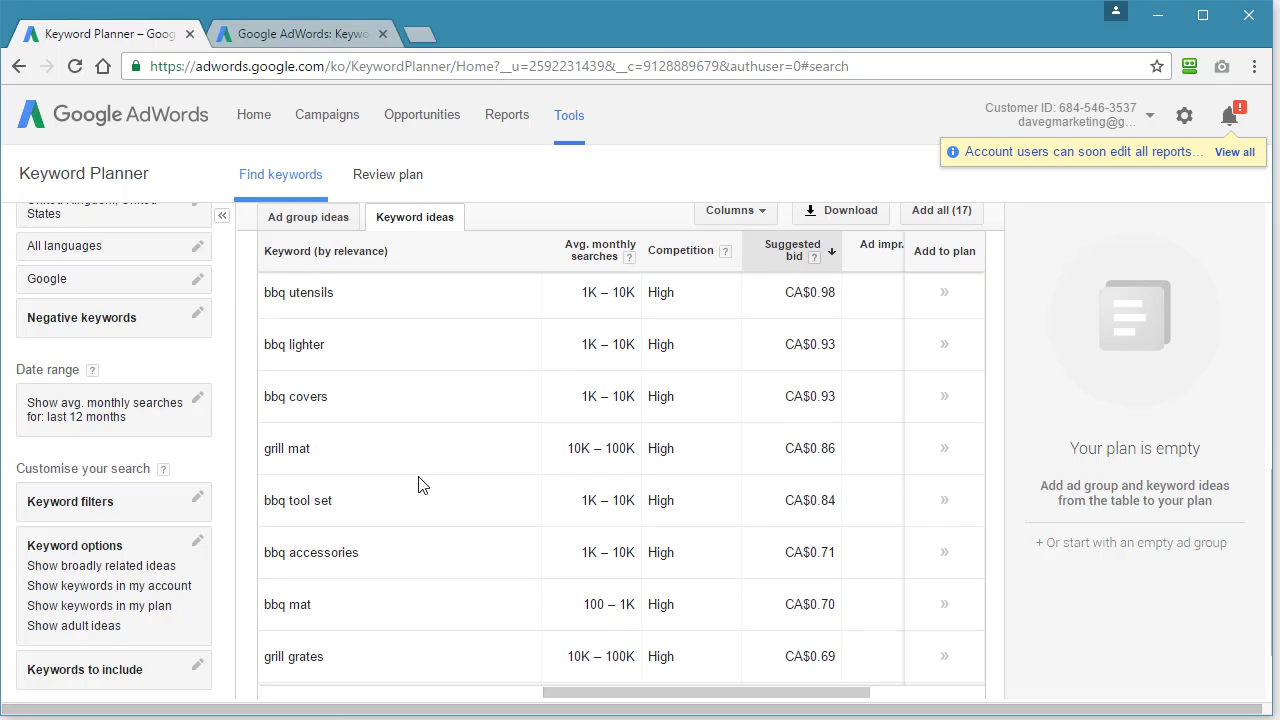 Keyword Planner – Goog
Google AdWords: Keywo
https://adwords.google.com/ko/KeywordPlanner/Home?__u=2592231439&__c=9128889679&authuser=0#search
Google AdWords
Home
Campaigns
Opportunities
Reports
Tools
Customer ID: 684-546-3537
davegmarketing@g...
!
Account users can soon edit all reports... View all
Keyword Planner
Find keywords
Review plan
United Kingdom, United
States
All languages
Google
Negative keywords
Date range ?
Show avg. monthly searches
for: last 12 months
Customise your search ?
Keyword filters
Keyword options
Show broadly related ideas
Show keywords in my account
Show keywords in my plan
Show adult ideas
Keywords to include
Ad group ideas
Keyword ideas
Columns
Download
Add all (17)
Keyword (by relevance)
Avg. monthly
searches ?
Competition ?
Suggested
bid ?
Ad impr.
Add to plan
bbq utensils 1K – 10K High CA$0.98 »
bbq lighter 1K – 10K High CA$0.93 »
bbq covers 1K – 10K High CA$0.93 »
grill mat 10K – 100K High CA$0.86 »
bbq tool set 1K – 10K High CA$0.84 »
bbq accessories 1K – 10K High CA$0.71 »
bbq mat 100 – 1K High CA$0.70 »
grill grates 10K – 100K High CA$0.69 »
Your plan is empty
Add ad group and keyword ideas
from the table to your plan
+ Or start with an empty ad group